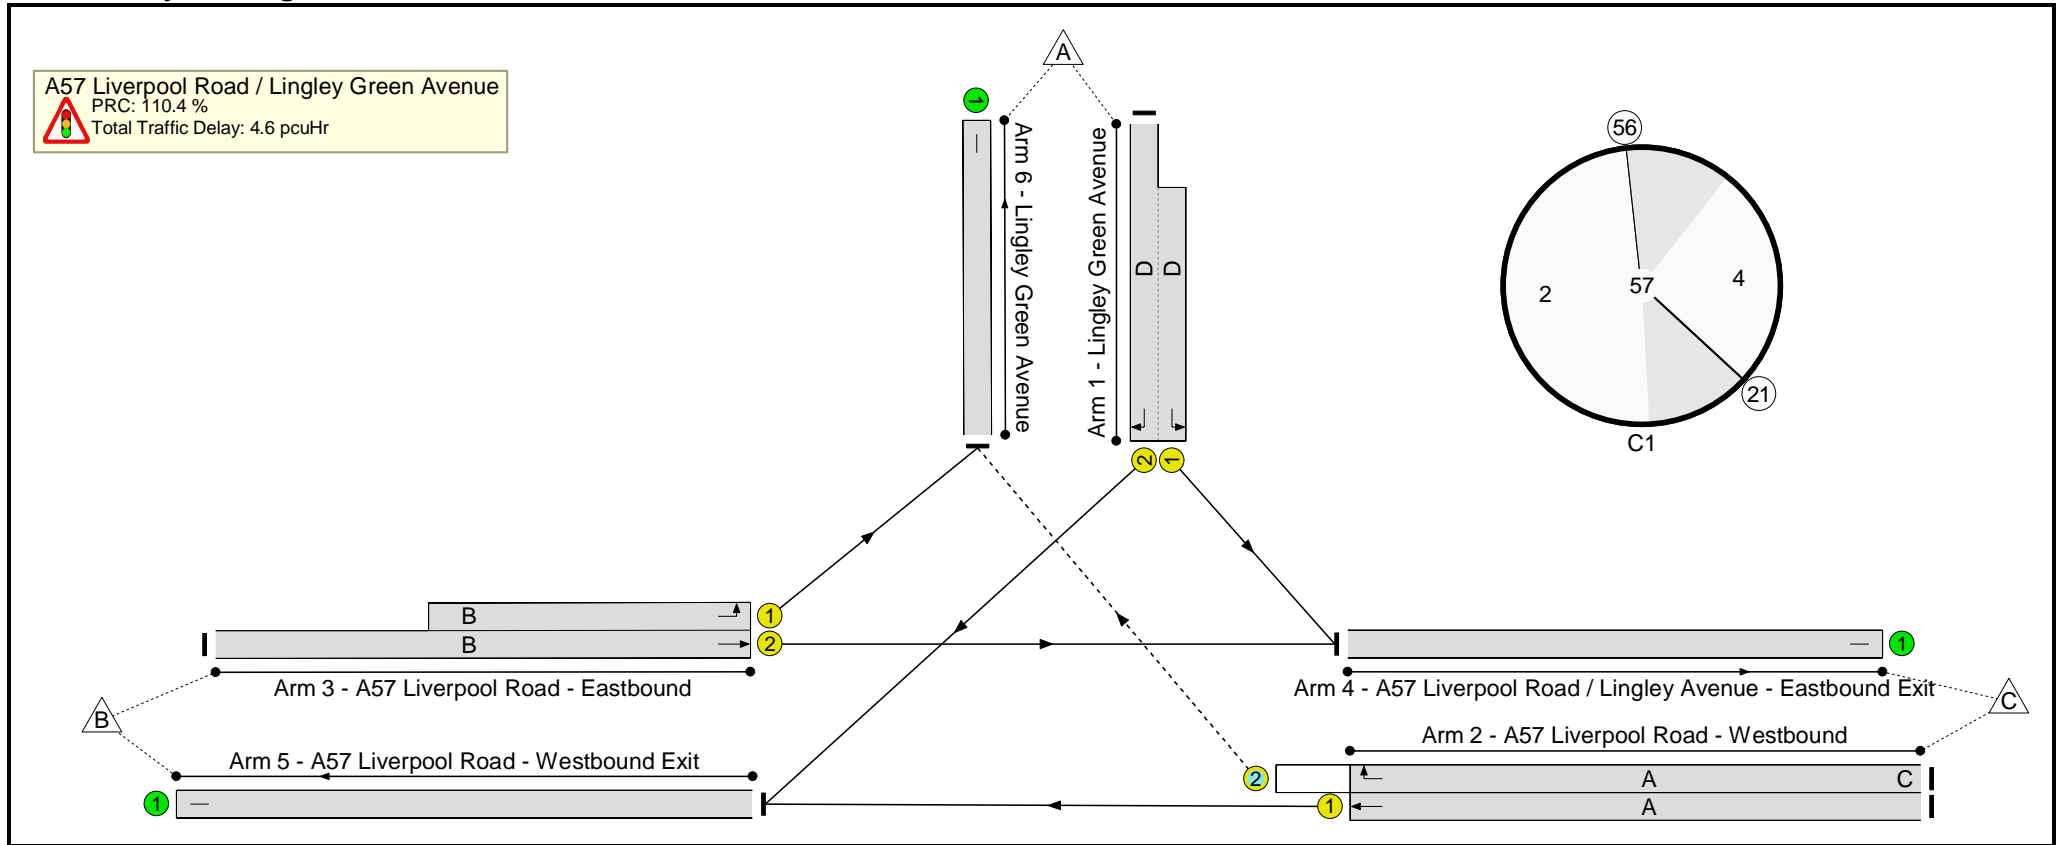 A57 Liverpool Road / Lingley Green Avenue
PRC: 110.4 %
Total Traffic Delay: 4.6 pcuHr
A
1
Arm 6 - Lingley Green Avenue
Arm 1 - Lingley Green Avenue
D
D
2
1
56
2
57
4
21
C1
B
1
B
2
Arm 3 - A57 Liverpool Road - Eastbound
1
Arm 4 - A57 Liverpool Road / Lingley Avenue - Eastbound Exit
B
C
Arm 5 - A57 Liverpool Road - Westbound Exit
1
Arm 2 - A57 Liverpool Road - Westbound
2
A
C
1
A